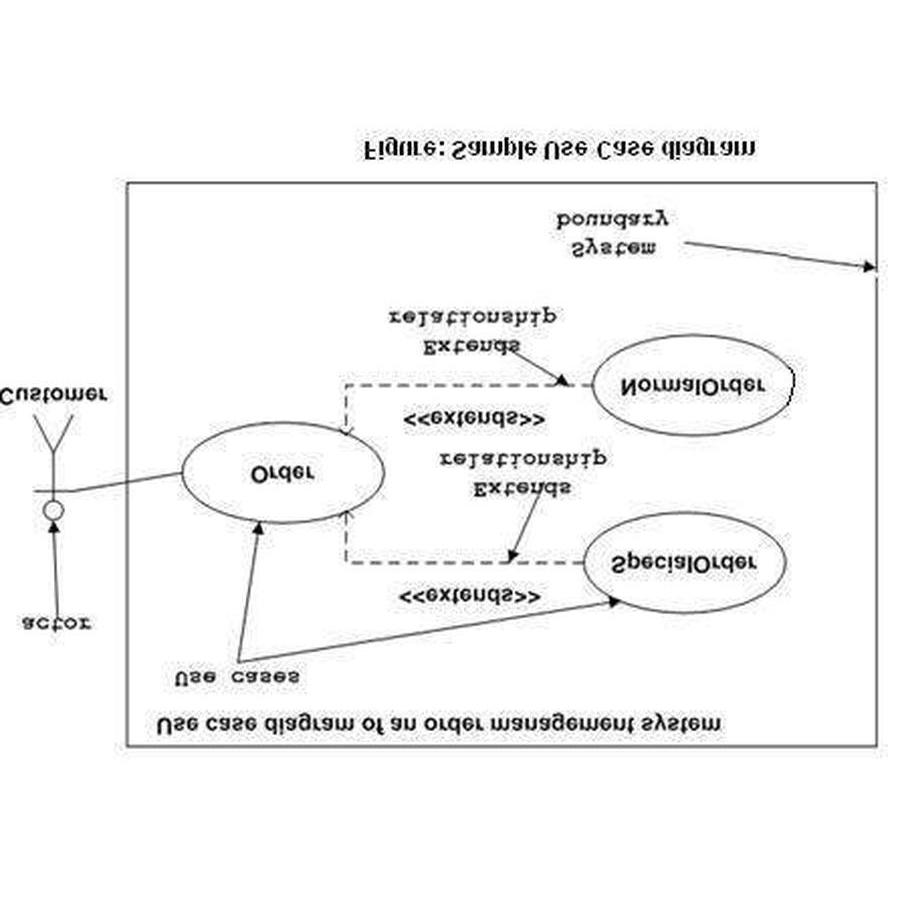 Use case diagram of an order management system
Use cases
actor
<<extends>>
SpecialOrder
Extends
relationship
Order
<<extends>>
NormalOrder
Customer
Extends
relationship
System
boundary
Figure: Sample Use Case diagram